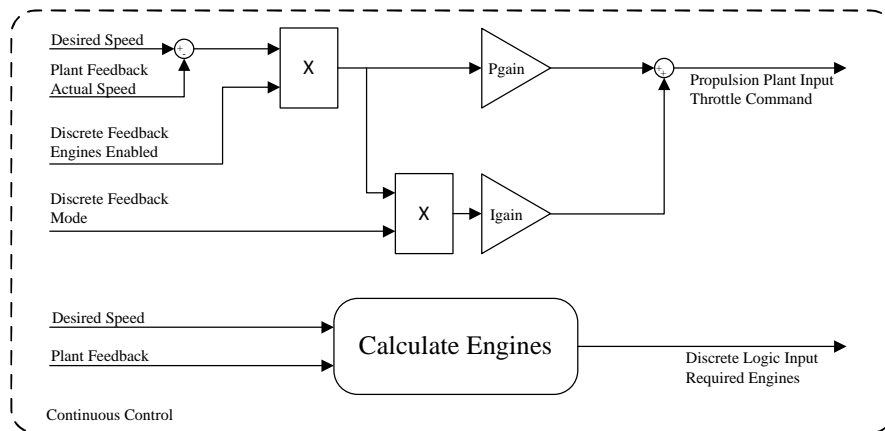 Desired Speed
+
-
Plant Feedback
Actual Speed
X
Pgain
+
+
Propulsion Plant Input
Throttle Command
Discrete Feedback
Engines Enabled
Discrete Feedback
Mode
X
Igain
Desired Speed
Plant Feedback
Calculate Engines
Discrete Logic Input
Required Engines
Continuous Control